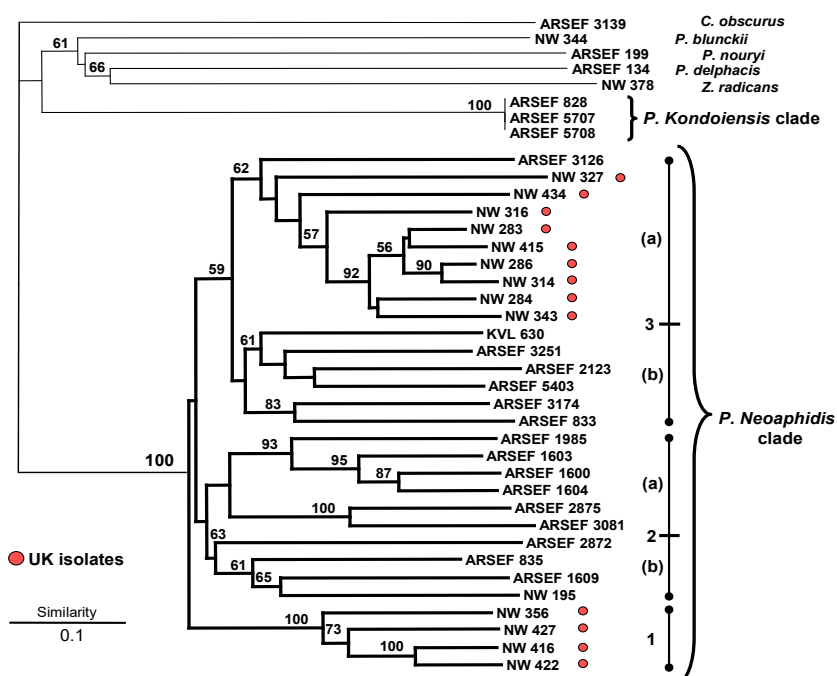 ARSEF 3139 C. obscurus
61 NW 344 P. blunckii
ARSEF 199 P. nouryi
66 ARSEF 134 P. delphacis
NW 378 Z. radicans
100 ARSEF 828
ARSEF 5707 P. Kondoiensis clade
ARSEF 5708
ARSEF 3126
62 NW 327
NW 434
NW 316
57 NW 283 (a)
56 NW 415
90 NW 286
92 NW 314
59 NW 284
NW 343
3
KVL 630
61 ARSEF 3251
ARSEF 2123 (b)
ARSEF 5403
83 ARSEF 3174
ARSEF 833 P. Neoaphidis
clade
93 ARSEF 1985
95 ARSEF 1603
100 87 ARSEF 1600 (a)
ARSEF 1604
100 ARSEF 2875
ARSEF 3081
2
63 ARSEF 2872
UK isolates
61 ARSEF 835 (b)
65 ARSEF 1609
NW 195
Similarity
0.1
100 NW 356
73 NW 427 1
100 NW 416
NW 422